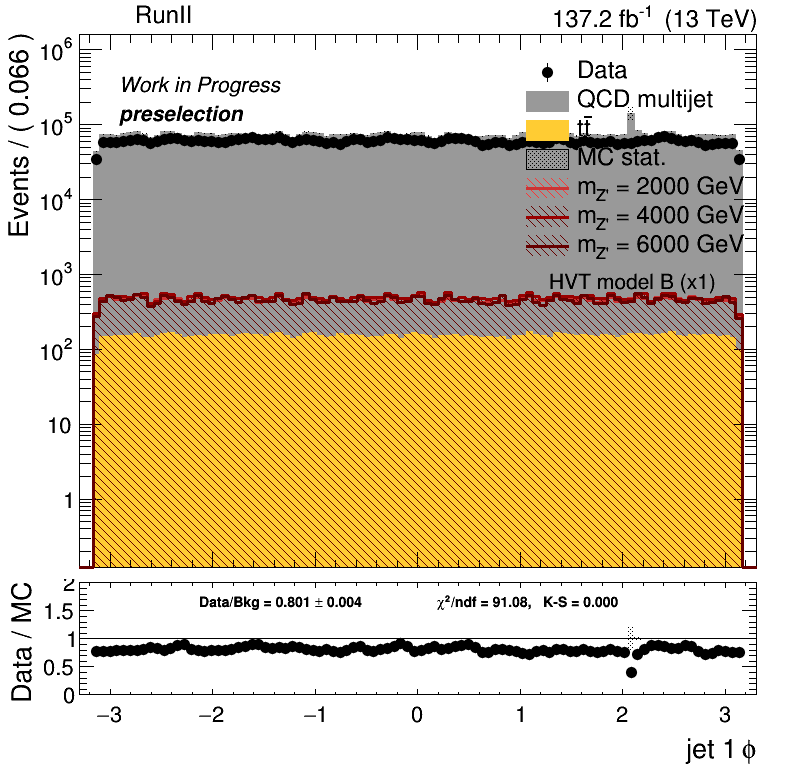 RunII 137.2 fb⁻¹ (13 TeV)
Events / ( 0.066 )
10⁶
10⁵
10⁴
10³
10²
10
1
Work in Progress
preselection
Data
QCD multijet
tt̄
MC stat.
m_Z' = 2000 GeV
m_Z' = 4000 GeV
m_Z' = 6000 GeV
HVT model B (x1)
Data / MC
2
1.5
1
0.5
0
Data/Bkg = 0.801 ± 0.004 χ²/ndf = 91.08, K-S = 0.000
−3 −2 −1 0 1 2 3
jet 1 ϕ